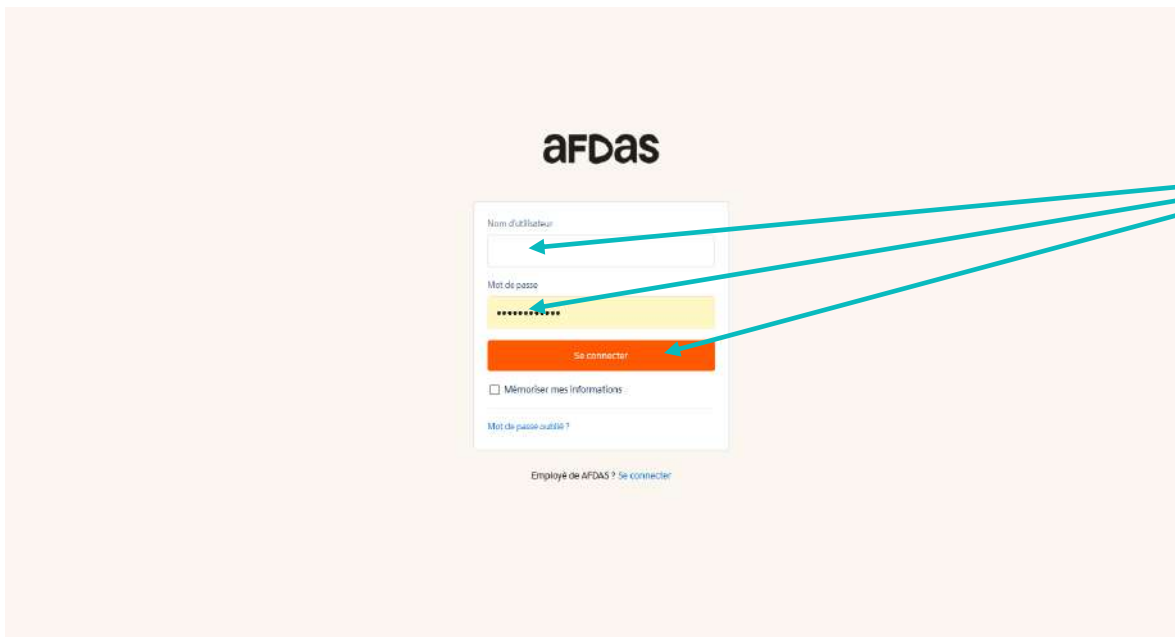 aFDas
Nom d'utilisateur
Mot de passe
••••••••••••
Se connecter
Mémoriser mes informations
Mot de passe oublié ?
Employé de AFDAS ? Se connecter